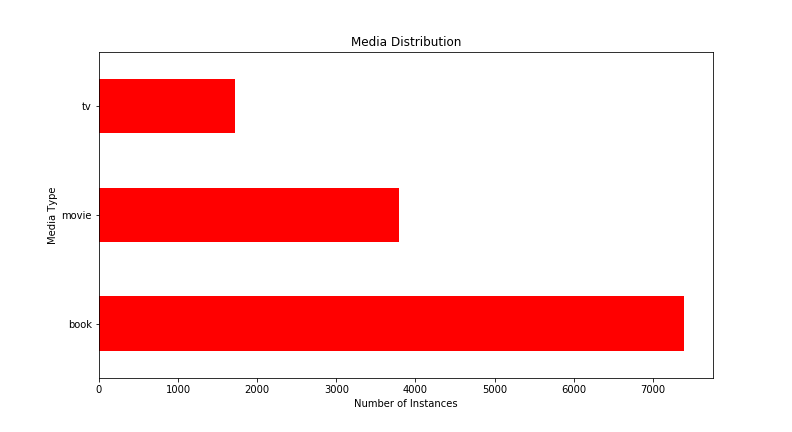 Media Distribution
tv
movie
book
Media Type
0 1000 2000 3000 4000 5000 6000 7000
Number of Instances